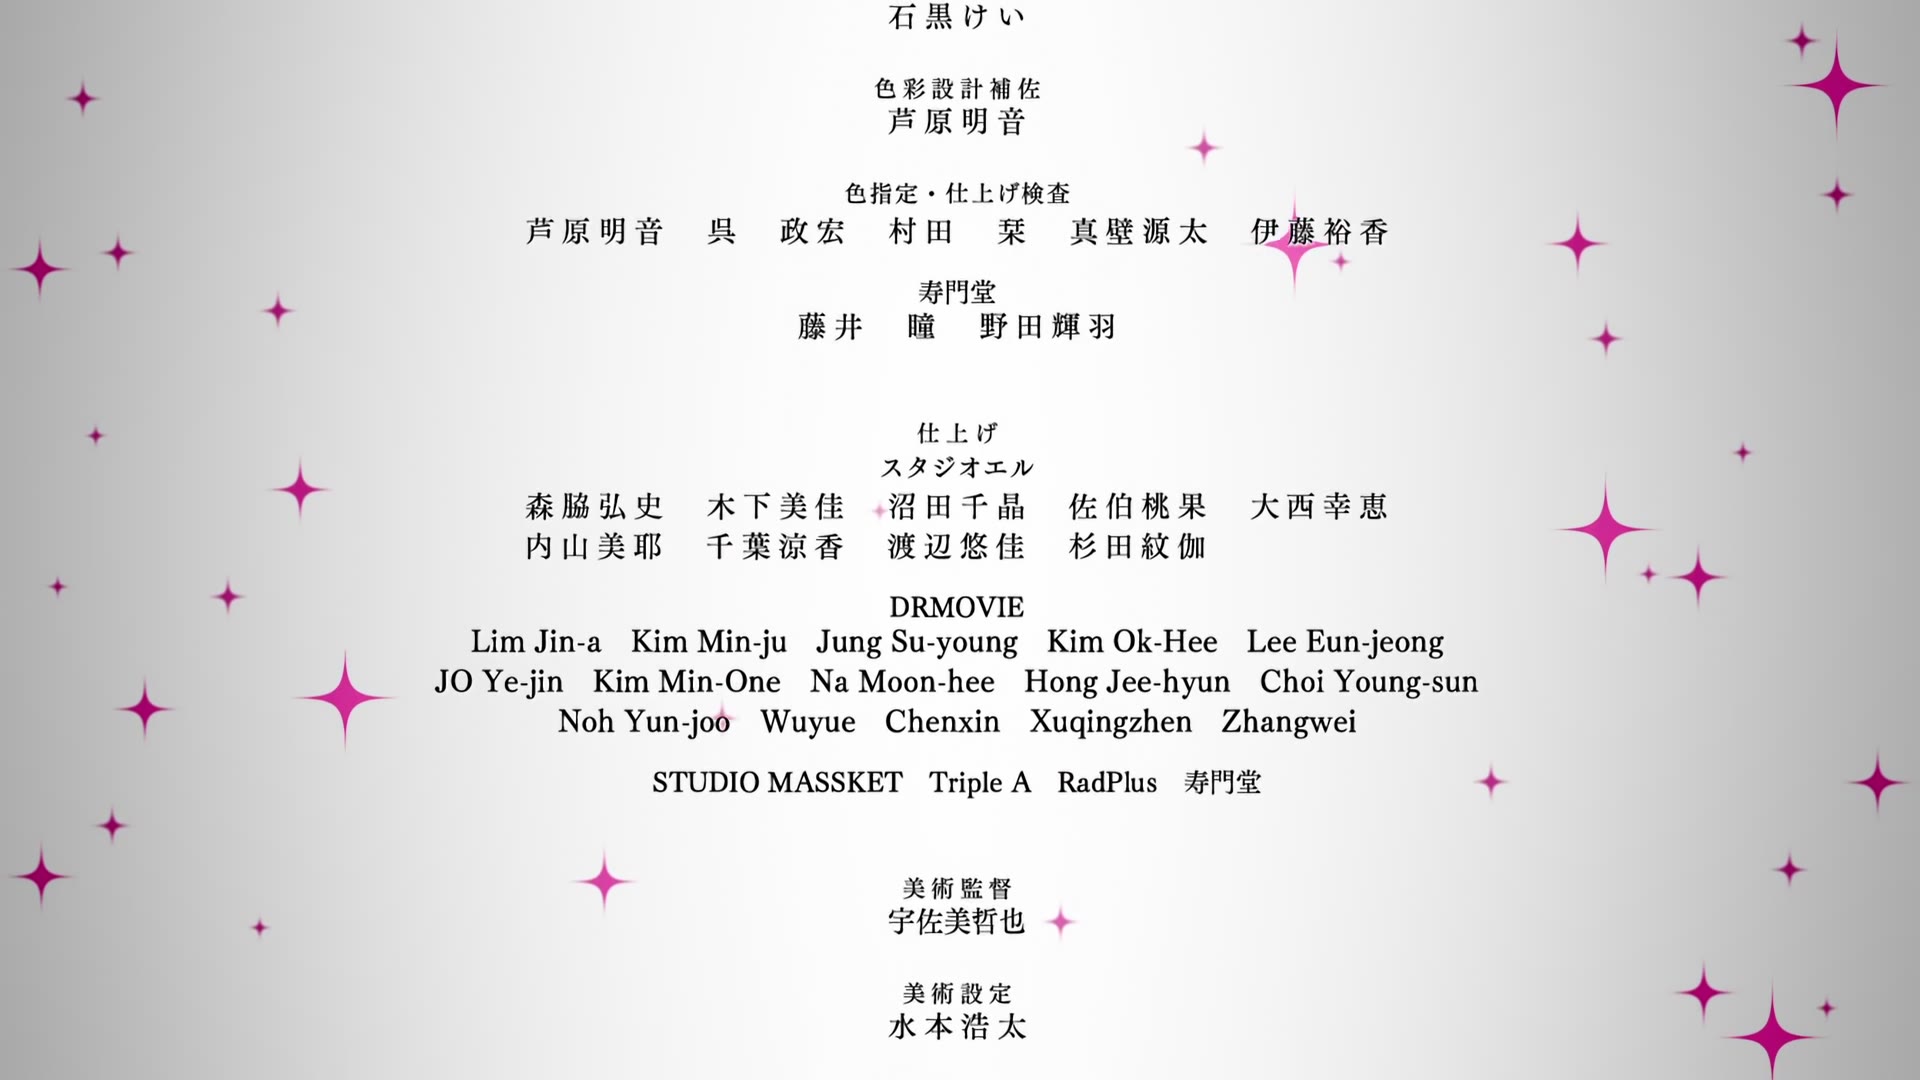 石黒けい
色彩設計補佐
芦原明音
色指定・仕上げ検査
芦原明音　呉　政宏　村田　栞　真壁源太　伊藤裕香
寿門堂
藤井　瞳　野田輝羽
仕上げ
スタジオエル
森脇弘史　木下美佳　沼田千晶　佐伯桃果　大西幸恵
内山美耶　千葉涼香　渡辺悠佳　杉田紋伽
DRMOVIE
Lim Jin-a　Kim Min-ju　Jung Su-young　Kim Ok-Hee　Lee Eun-jeong
JO Ye-jin　Kim Min-One　Na Moon-hee　Hong Jee-hyun　Choi Young-sun
Noh Yun-joo　Wuyue　Chenxin　Xuqingzhen　Zhangwei
STUDIO MASSKET　Triple A　RadPlus　寿門堂
美術監督
宇佐美哲也
美術設定
水本浩太